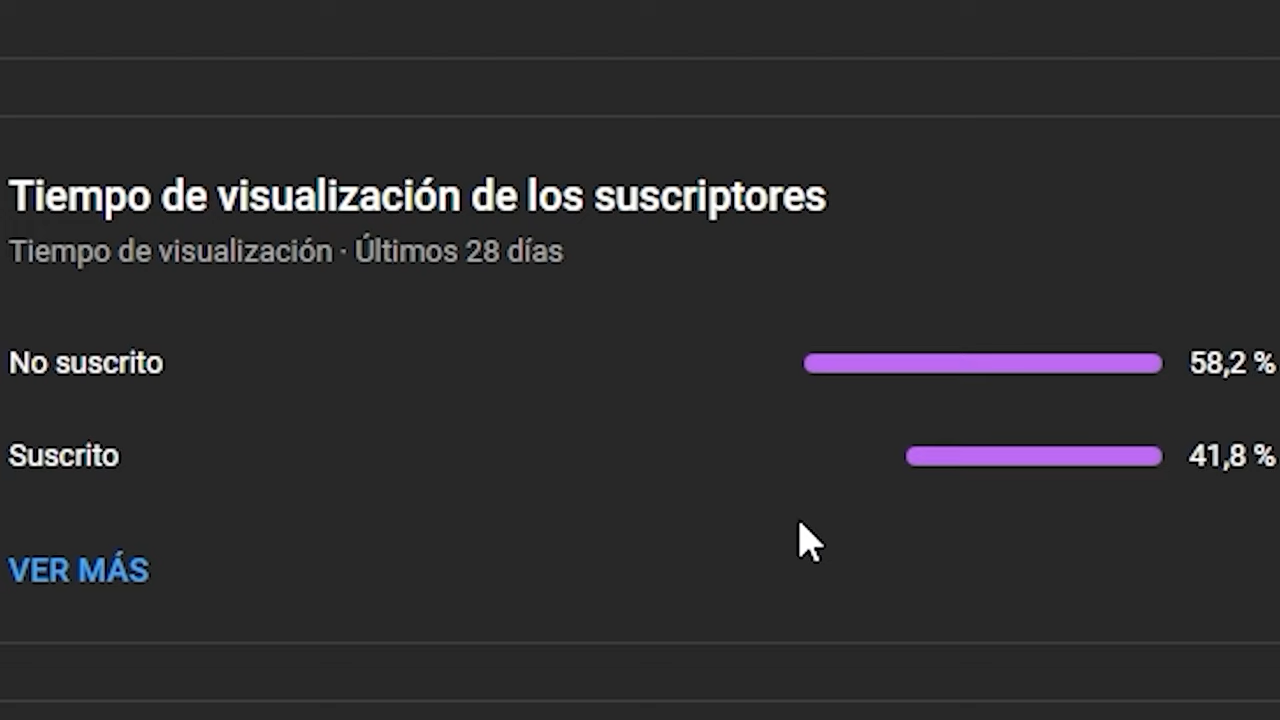 Tiempo de visualización de los suscriptores
Tiempo de visualización · Últimos 28 días
No suscrito 58,2 %
Suscrito 41,8 %
VER MÁS